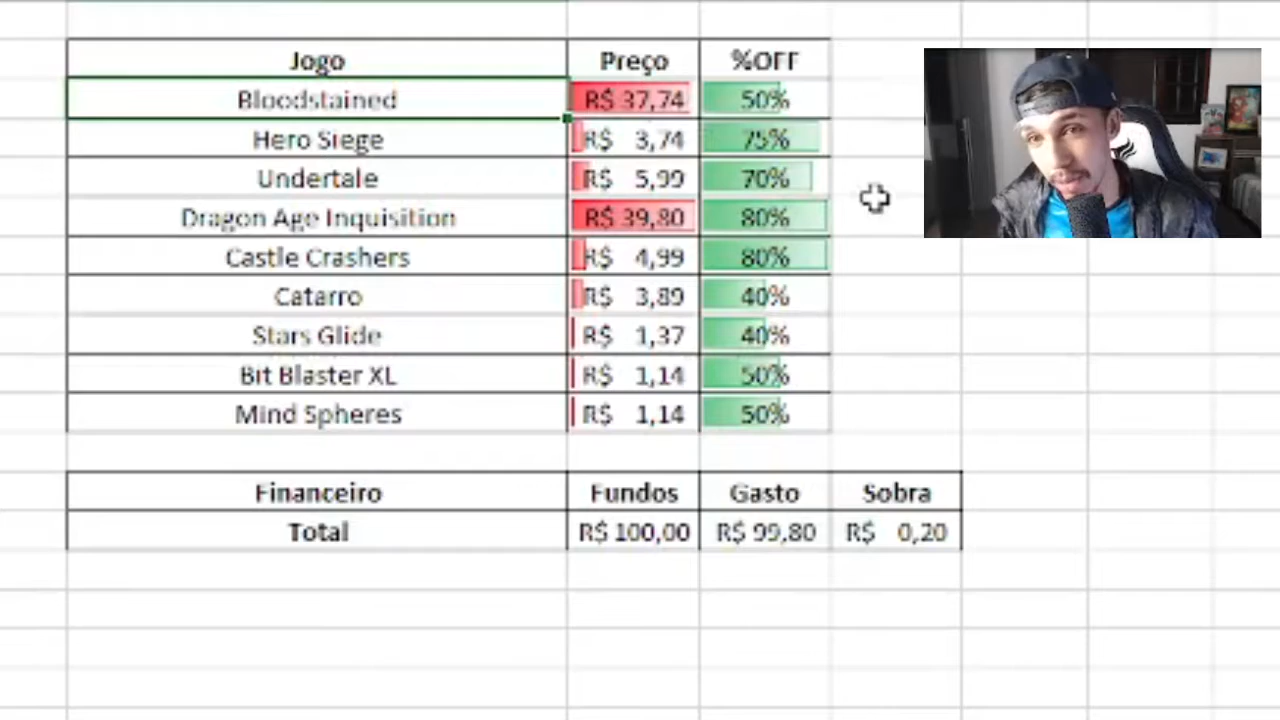 Jogo Preço %OFF
Bloodstained R$ 37,74 50%
Hero Siege R$ 3,74 75%
Undertale R$ 5,99 70%
Dragon Age Inquisition R$ 39,80 80%
Castle Crashers R$ 4,99 80%
Catarro R$ 3,89 40%
Stars Glide R$ 1,37 40%
Bit Blaster XL R$ 1,14 50%
Mind Spheres R$ 1,14 50%
Financeiro Fundos Gasto Sobra
Total R$ 100,00 R$ 99,80 R$ 0,20